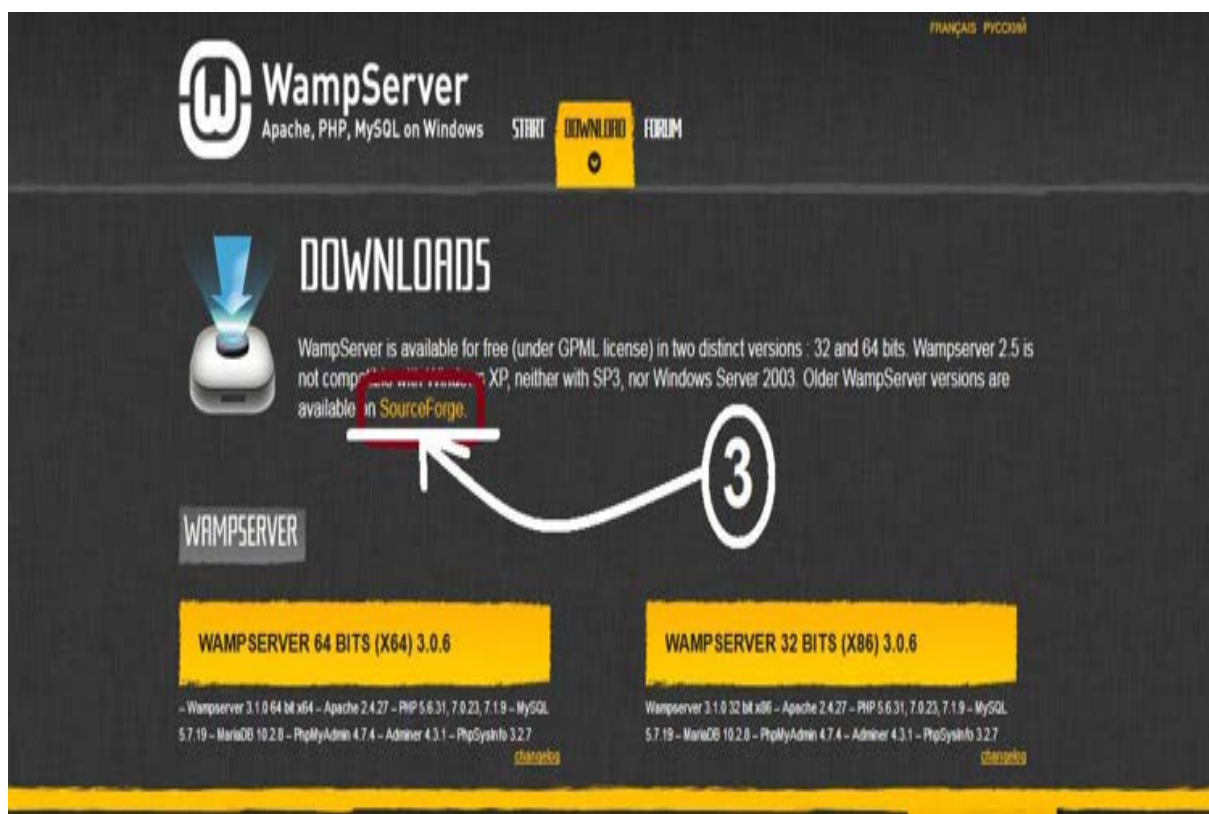 FRANÇAIS РУССКИЙ
WampServer
Apache, PHP, MySQL on Windows
START DOWNLOAD FORUM
DOWNLOADS
WampServer is available for free (under GPML license) in two distinct versions : 32 and 64 bits. Wampserver 2.5 is
not compatible with Windows XP, neither with SP3, nor Windows Server 2003. Older WampServer versions are
available on SourceForge.
3
WAMPSERVER
WAMPSERVER 64 BITS (X64) 3.0.6
– Wampserver 3.1.0 64 bit x64 – Apache 2.4.27 – PHP 5.6.31, 7.0.23, 7.1.9 – MySQL
5.7.19 – MariaDB 10.2.8 – PhpMyAdmin 4.7.4 – Adminer 4.3.1 – PhpSysInfo 3.2.7
changelog
WAMPSERVER 32 BITS (X86) 3.0.6
Wampserver 3.1.0 32 bit x86 – Apache 2.4.27 – PHP 5.6.31, 7.0.23, 7.1.9 – MySQL
5.7.19 – MariaDB 10.2.8 – PhpMyAdmin 4.7.4 – Adminer 4.3.1 – PhpSysInfo 3.2.7
changelog